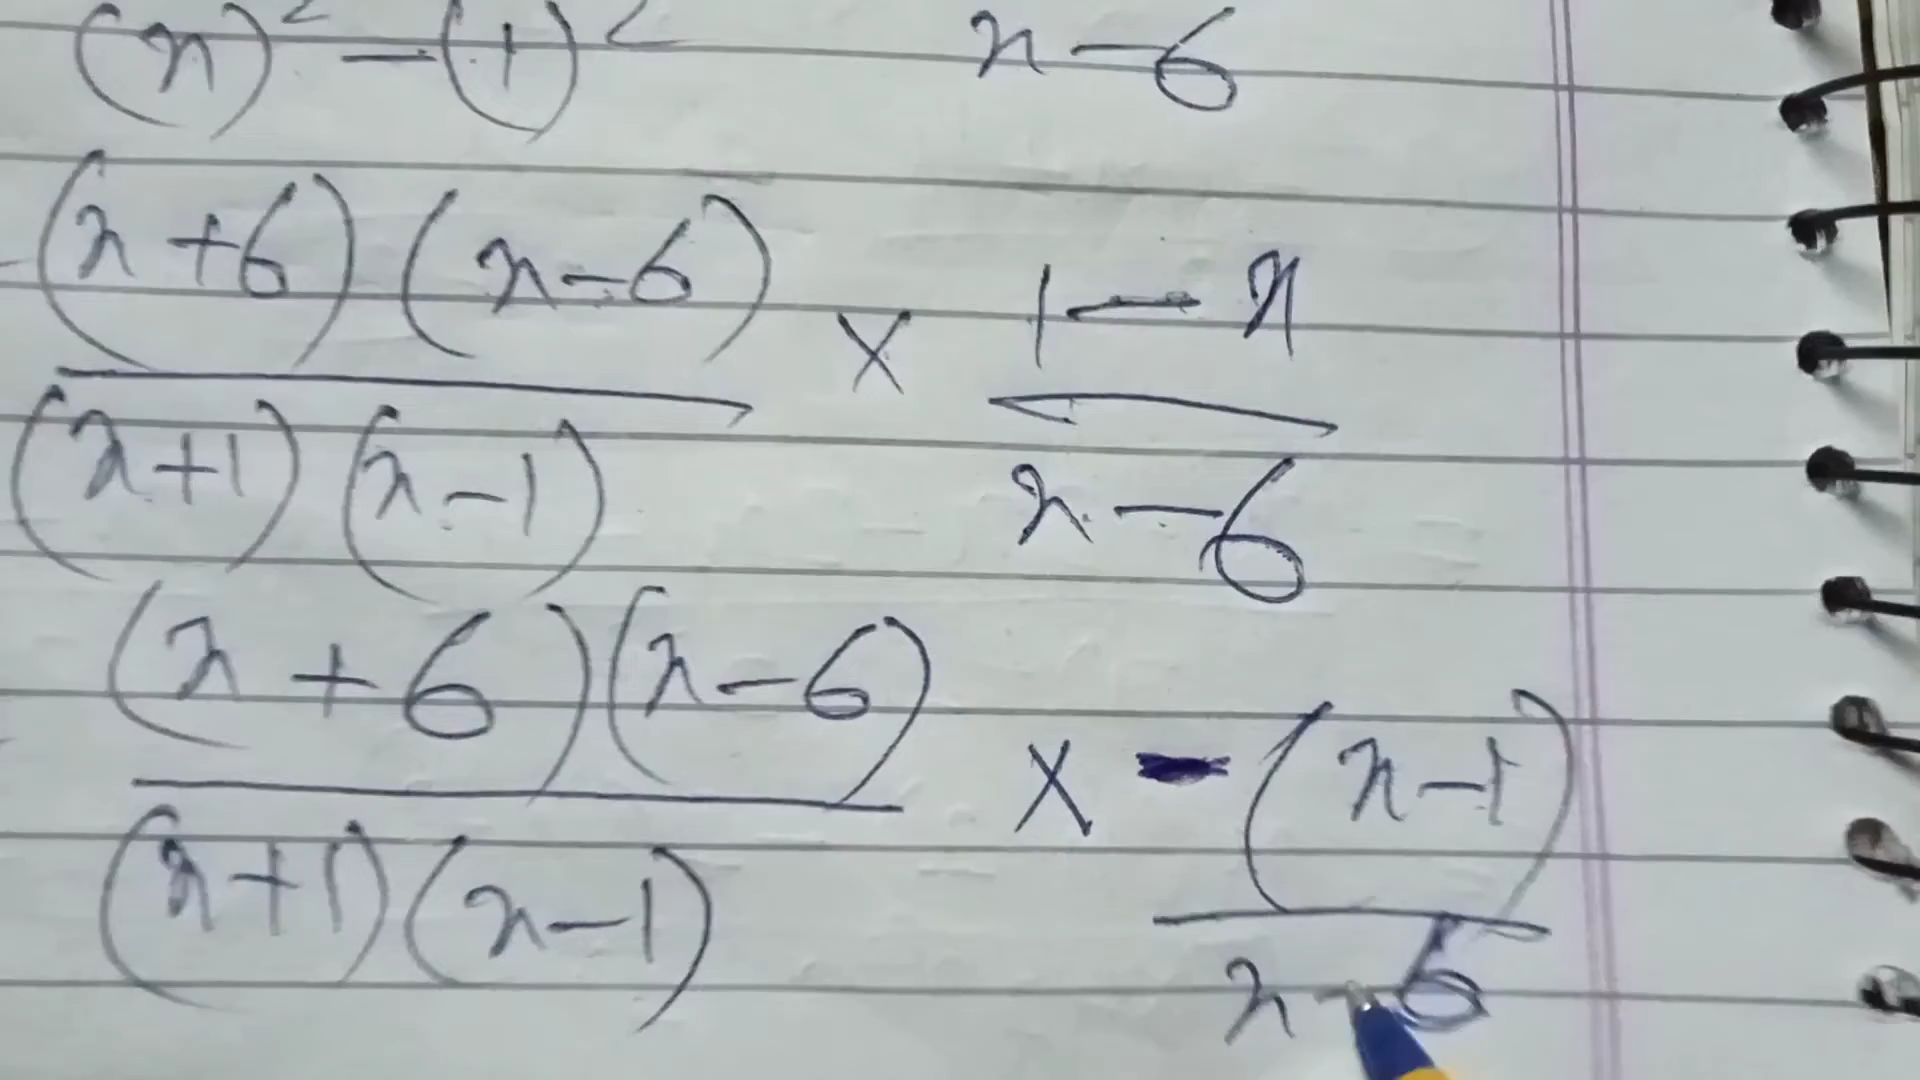 (x)² - (1)² x - 6
(x + 6) (x - 6) × 1 - x
(x + 1) (x - 1) x - 6
(x + 6) (x - 6) × - (x - 1)
(x + 1) (x - 1) x - 6